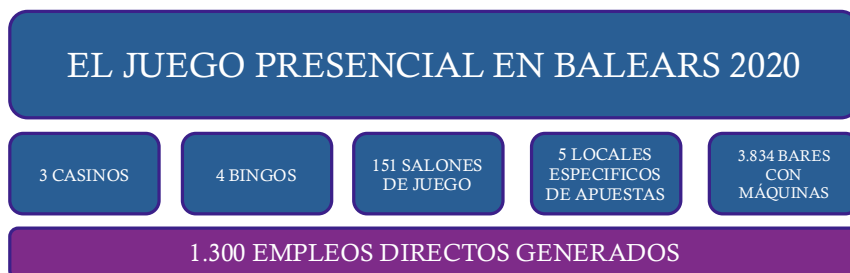 EL JUEGO PRESENCIAL EN BALEARS 2020
3 CASINOS
4 BINGOS
151 SALONES
DE JUEGO
5 LOCALES
ESPECIFICOS
DE APUESTAS
3.834 BARES
CON
MÁQUINAS
1.300 EMPLEOS DIRECTOS GENERADOS